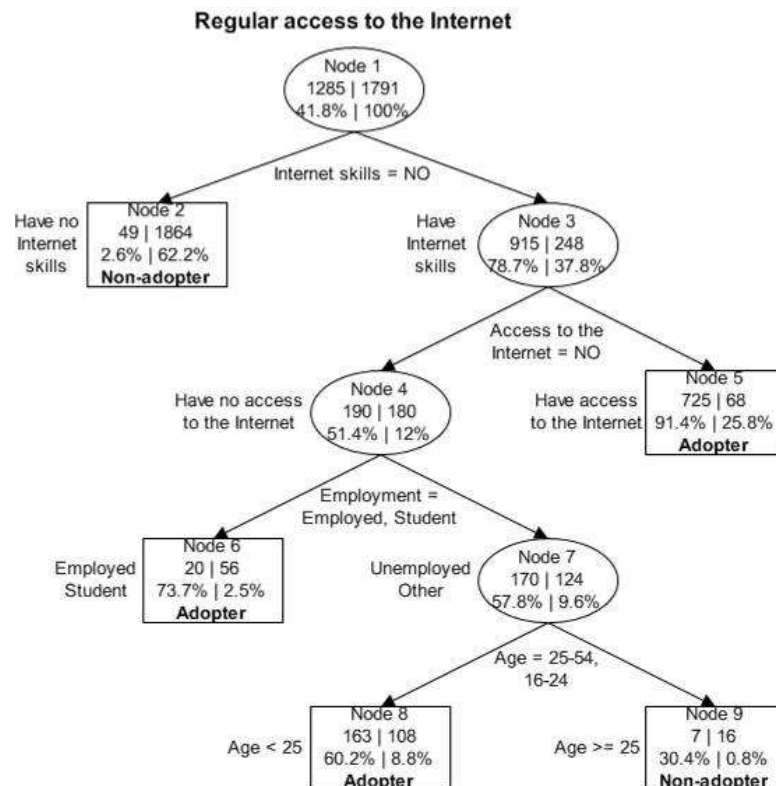 Regular access to the Internet
Node 1
1285 | 1791
41.8% | 100%
Internet skills = NO
Have no
Internet
skills
Node 2
49 | 1864
2.6% | 62.2%
Non-adopter
Have
Internet
skills
Node 3
915 | 248
78.7% | 37.8%
Access to the
Internet = NO
Have no access
to the Internet
Node 4
190 | 180
51.4% | 12%
Have access
to the Internet
Node 5
725 | 68
91.4% | 25.8%
Adopter
Employment =
Employed, Student
Employed
Student
Node 6
20 | 56
73.7% | 2.5%
Adopter
Unemployed
Other
Node 7
170 | 124
57.8% | 9.6%
Age = 25-54,
16-24
Age < 25
Node 8
163 | 108
60.2% | 8.8%
Adopter
Age >= 25
Node 9
7 | 16
30.4% | 0.8%
Non-adopter